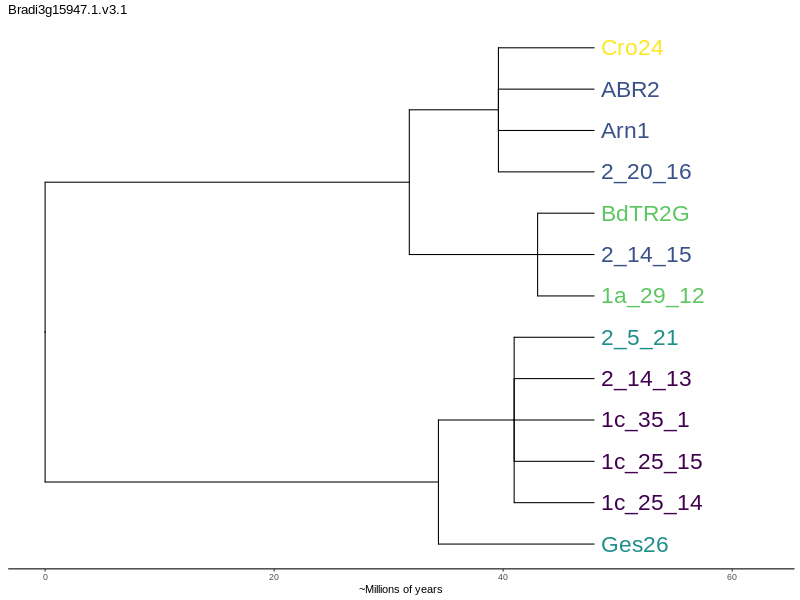 Bradi3g15947.1.v3.1
Cro24
ABR2
Arn1
2_20_16
BdTR2G
2_14_15
1a_29_12
2_5_21
2_14_13
1c_35_1
1c_25_15
1c_25_14
Ges26
0 20 40 60
~Millions of years